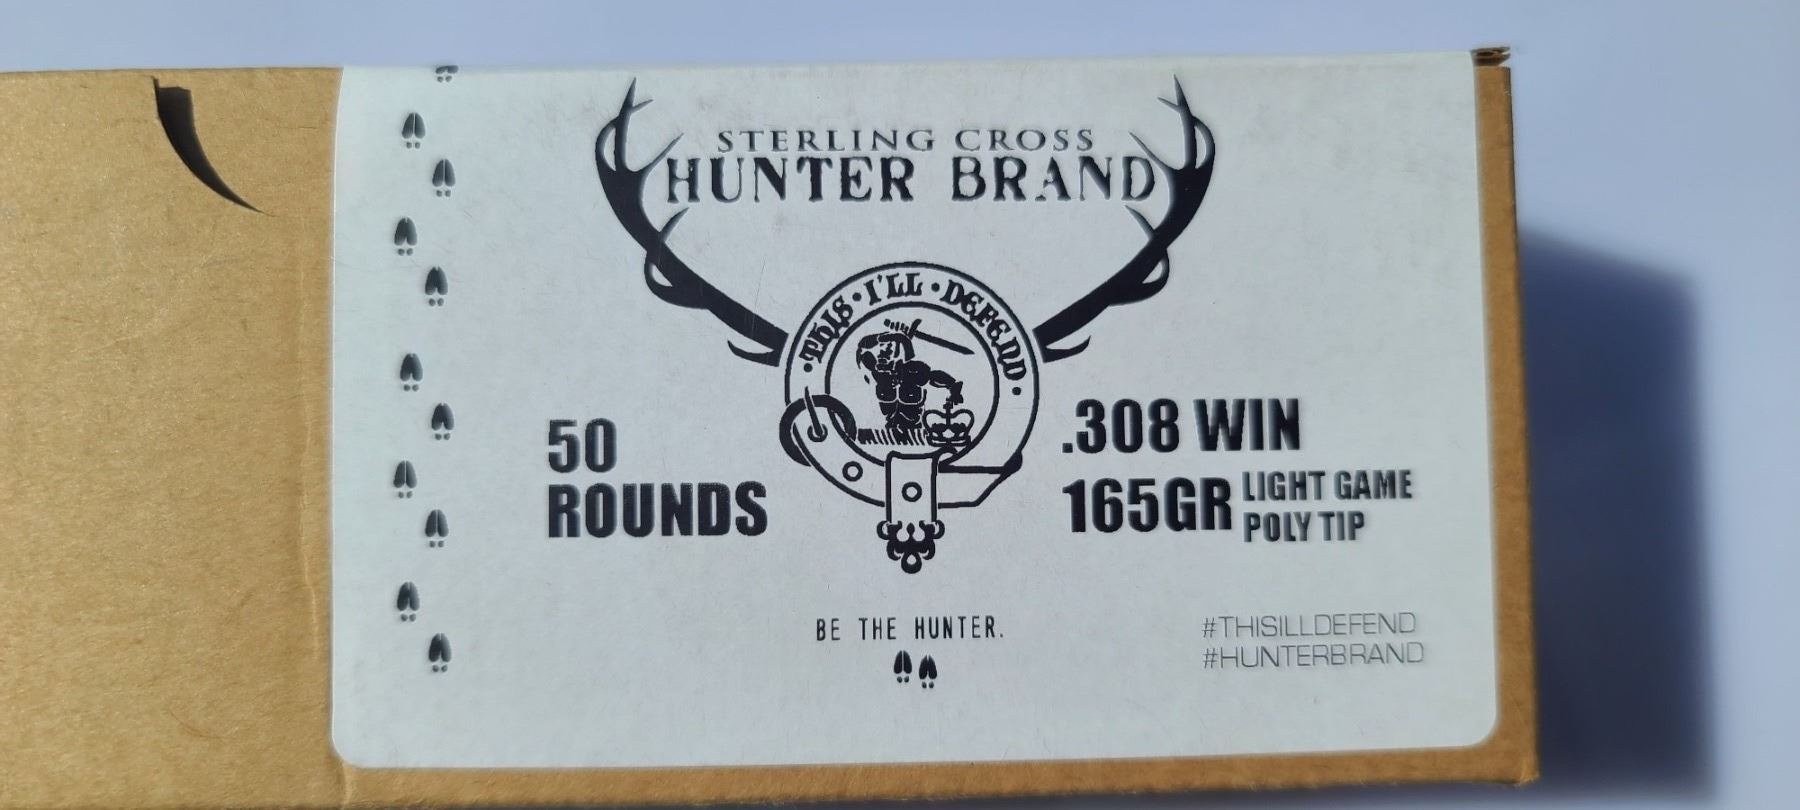 STERLING CROSS
HUNTER BRAND
THIS · I'LL · DEFEND
50
ROUNDS
.308 WIN
165GR LIGHT GAME
POLY TIP
BE THE HUNTER.
#THISILLDEFEND
#HUNTERBRAND